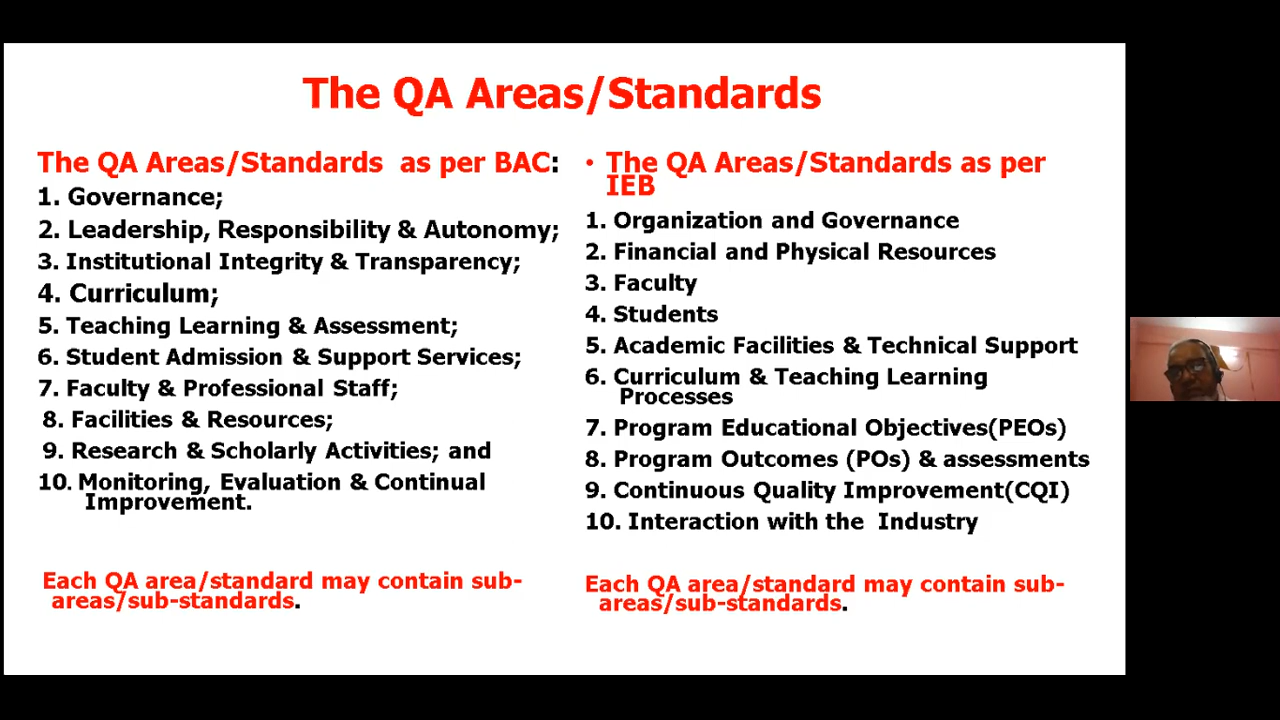 The QA Areas/Standards
The QA Areas/Standards as per BAC:
1. Governance;
2. Leadership, Responsibility & Autonomy;
3. Institutional Integrity & Transparency;
4. Curriculum;
5. Teaching Learning & Assessment;
6. Student Admission & Support Services;
7. Faculty & Professional Staff;
8. Facilities & Resources;
9. Research & Scholarly Activities; and
10. Monitoring, Evaluation & Continual
Improvement.
Each QA area/standard may contain sub-
areas/sub-standards.
• The QA Areas/Standards as per
IEB
1. Organization and Governance
2. Financial and Physical Resources
3. Faculty
4. Students
5. Academic Facilities & Technical Support
6. Curriculum & Teaching Learning
Processes
7. Program Educational Objectives(PEOs)
8. Program Outcomes (POs) & assessments
9. Continuous Quality Improvement(CQI)
10. Interaction with the Industry
Each QA area/standard may contain sub-
areas/sub-standards.